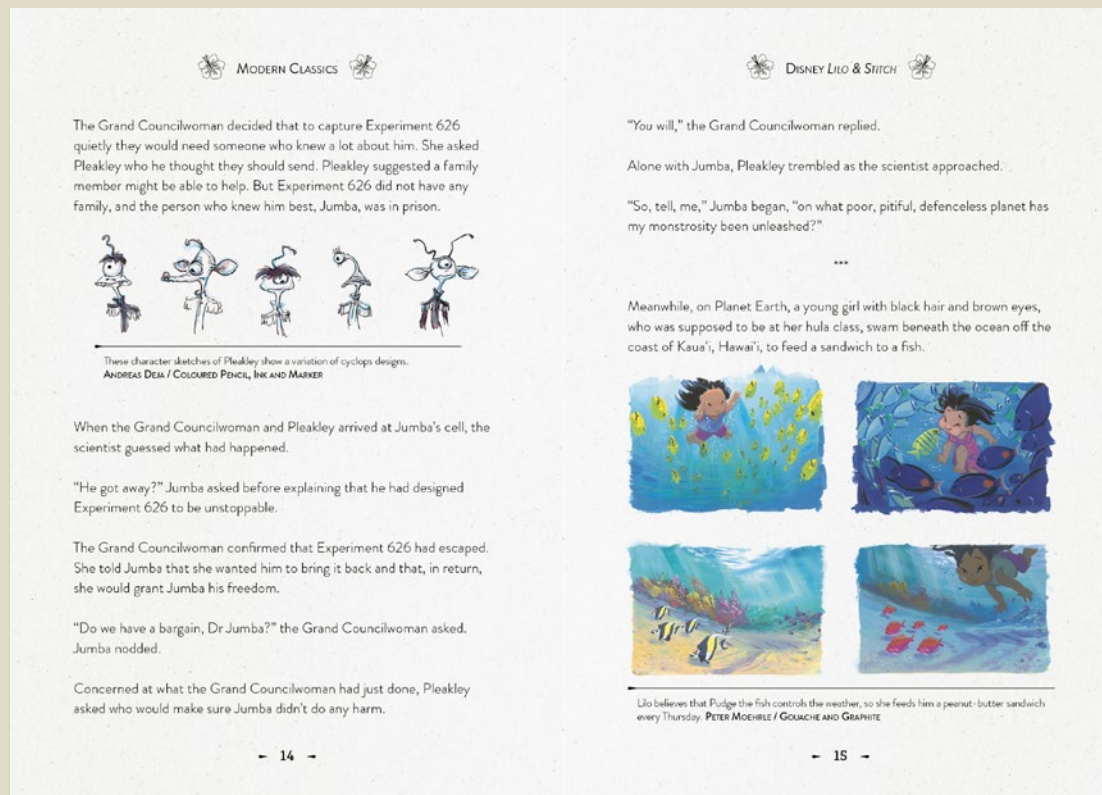 MODERN CLASSICS
The Grand Councilwoman decided that to capture Experiment 626
quietly they would need someone who knew a lot about him. She asked
Pleakley who he thought they should send. Pleakley suggested a family
member might be able to help. But Experiment 626 did not have any
family, and the person who knew him best, Jumba, was in prison.
These character sketches of Pleakley show a variation of cyclops designs.
ANDREAS DEJA / COLOURED PENCIL, INK AND MARKER
When the Grand Councilwoman and Pleakley arrived at Jumba's cell, the
scientist guessed what had happened.
"He got away?" Jumba asked before explaining that he had designed
Experiment 626 to be unstoppable.
The Grand Councilwoman confirmed that Experiment 626 had escaped.
She told Jumba that she wanted him to bring it back and that, in return,
she would grant Jumba his freedom.
"Do we have a bargain, Dr Jumba?" the Grand Councilwoman asked.
Jumba nodded.
Concerned at what the Grand Councilwoman had just done, Pleakley
asked who would make sure Jumba didn't do any harm.
14
DISNEY LILO & STITCH
"You will," the Grand Councilwoman replied.
Alone with Jumba, Pleakley trembled as the scientist approached.
"So, tell, me," Jumba began, "on what poor, pitiful, defenceless planet has
my monstrosity been unleashed?"
***
Meanwhile, on Planet Earth, a young girl with black hair and brown eyes,
who was supposed to be at her hula class, swam beneath the ocean off the
coast of Kaua'i, Hawai'i, to feed a sandwich to a fish.
Lilo believes that Pudge the fish controls the weather, so she feeds him a peanut-butter sandwich
every Thursday. PETER MOEHRLE / GOUACHE AND GRAPHITE
15